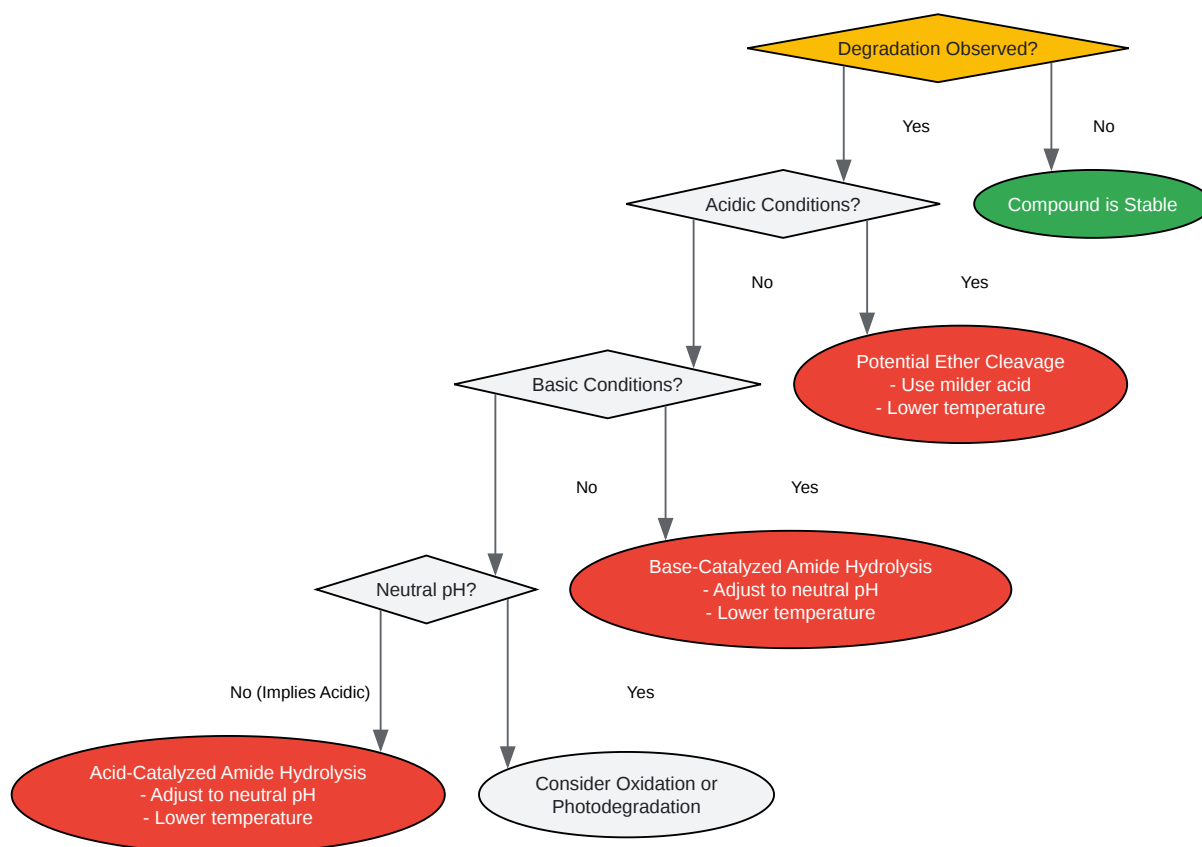 Degradation Observed?
Yes
No
Acidic Conditions?
Compound is Stable
No
Yes
Potential Ether Cleavage
- Use milder acid
- Lower temperature
Basic Conditions?
No
Yes
Base-Catalyzed Amide Hydrolysis
- Adjust to neutral pH
- Lower temperature
Neutral pH?
No (Implies Acidic)
Yes
Acid-Catalyzed Amide Hydrolysis
- Adjust to neutral pH
- Lower temperature
Consider Oxidation or
Photodegradation